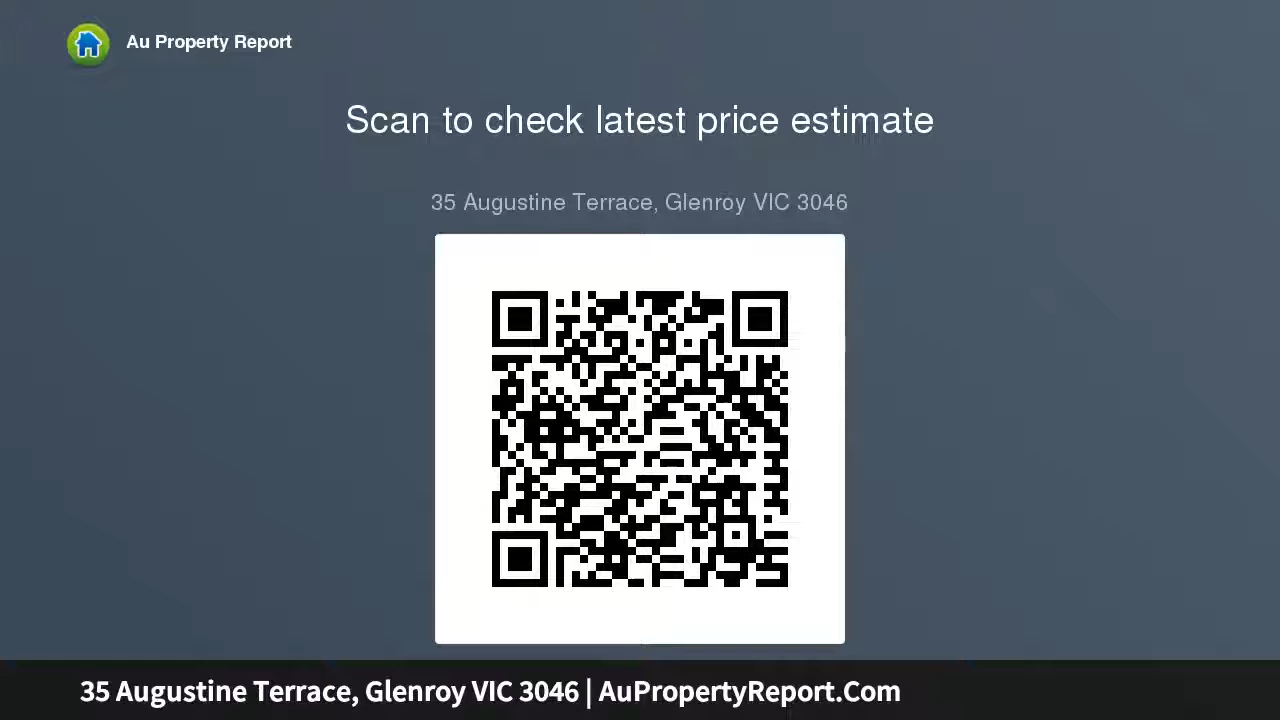 Au Property Report
Scan to check latest price estimate
35 Augustine Terrace, Glenroy VIC 3046
35 Augustine Terrace, Glenroy VIC 3046 | AuPropertyReport.Com